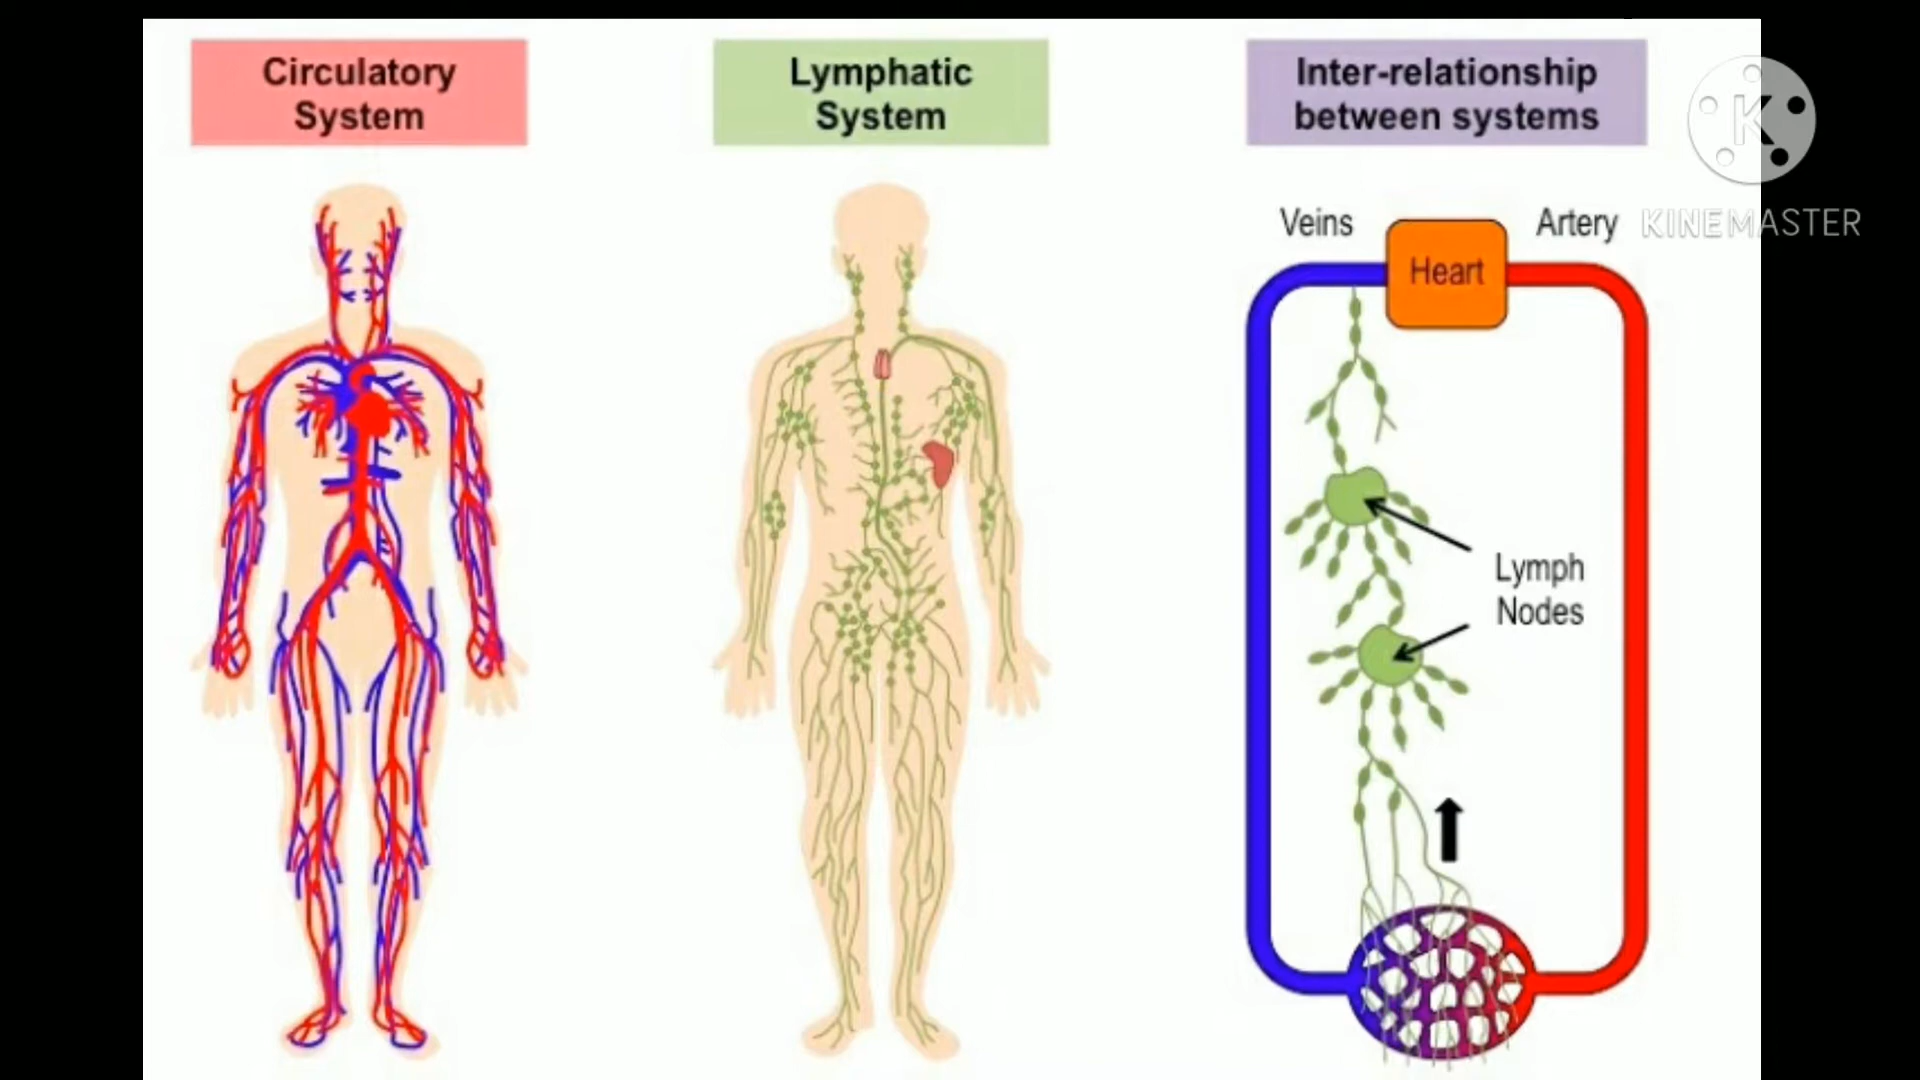 Circulatory
System
Lymphatic
System
Inter-relationship
between systems
K
KINEMASTER
Veins
Heart
Artery
Lymph
Nodes